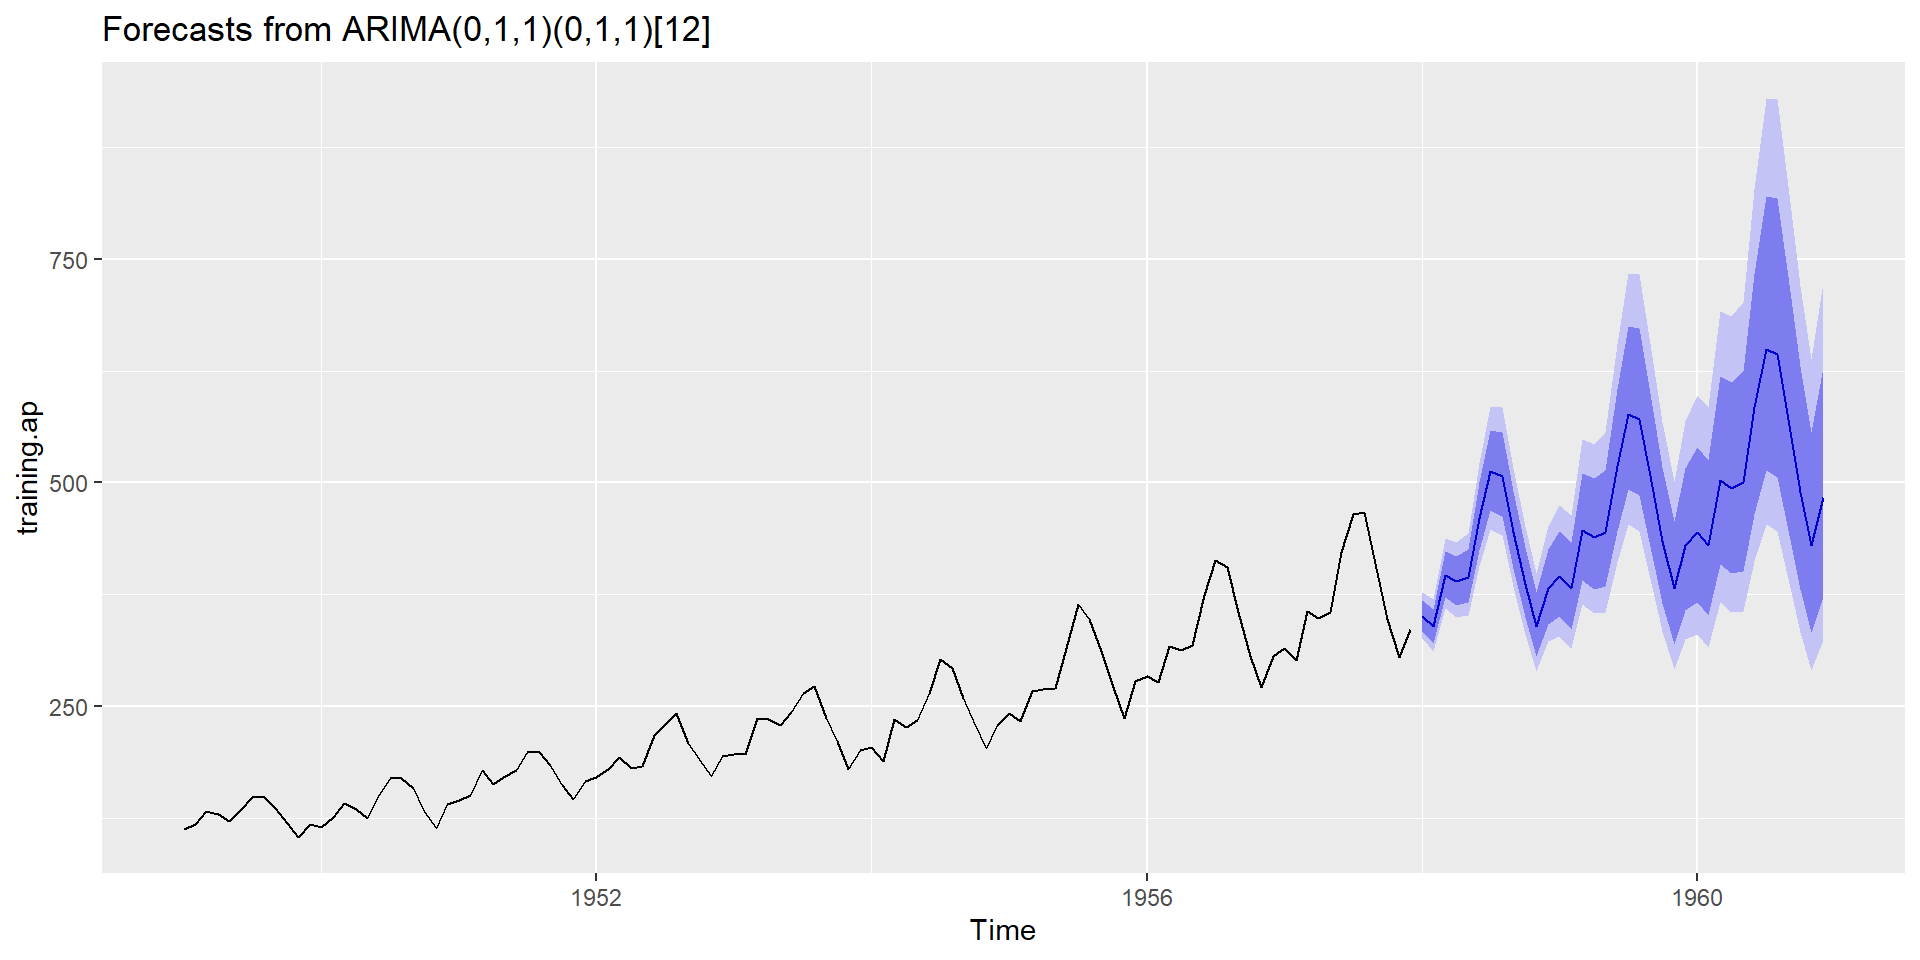 Forecasts from ARIMA(0,1,1)(0,1,1)[12]
750
500
250
training.ap
1952
1956
1960
Time